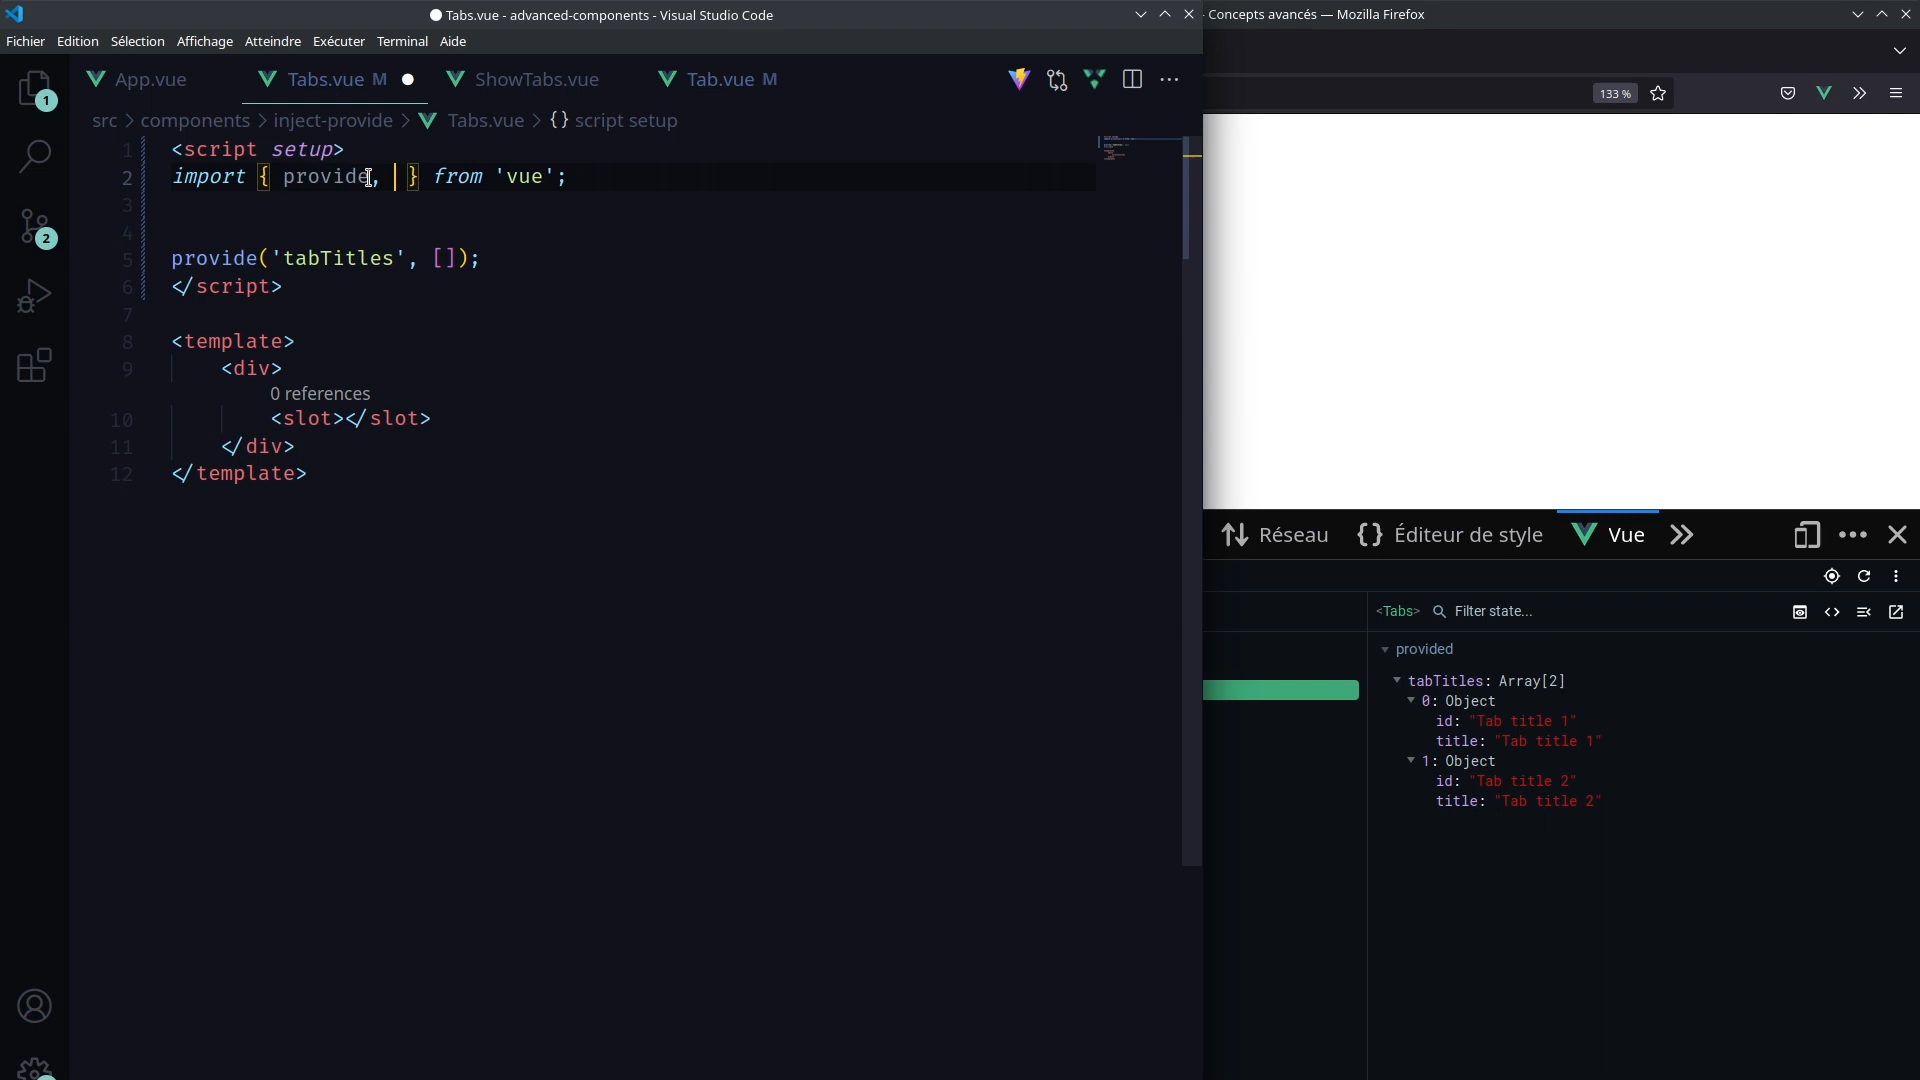 Tabs.vue - advanced-components - Visual Studio Code
Concepts avancés — Mozilla Firefox
Fichier Edition Sélection Affichage Atteindre Exécuter Terminal Aide
App.vue Tabs.vue M ShowTabs.vue Tab.vue M
133 %
src > components > inject-provide > Tabs.vue > {} script setup
1 <script setup>
2 import { provide, } from 'vue';
3
4
5 provide('tabTitles', []);
6 </script>
7
8 <template>
9 <div>
0 references
10 <slot></slot>
11 </div>
12 </template>
1
2
Réseau {} Éditeur de style Vue
<Tabs> Filter state...
provided
tabTitles: Array[2]
0: Object
id: "Tab title 1"
title: "Tab title 1"
1: Object
id: "Tab title 2"
title: "Tab title 2"